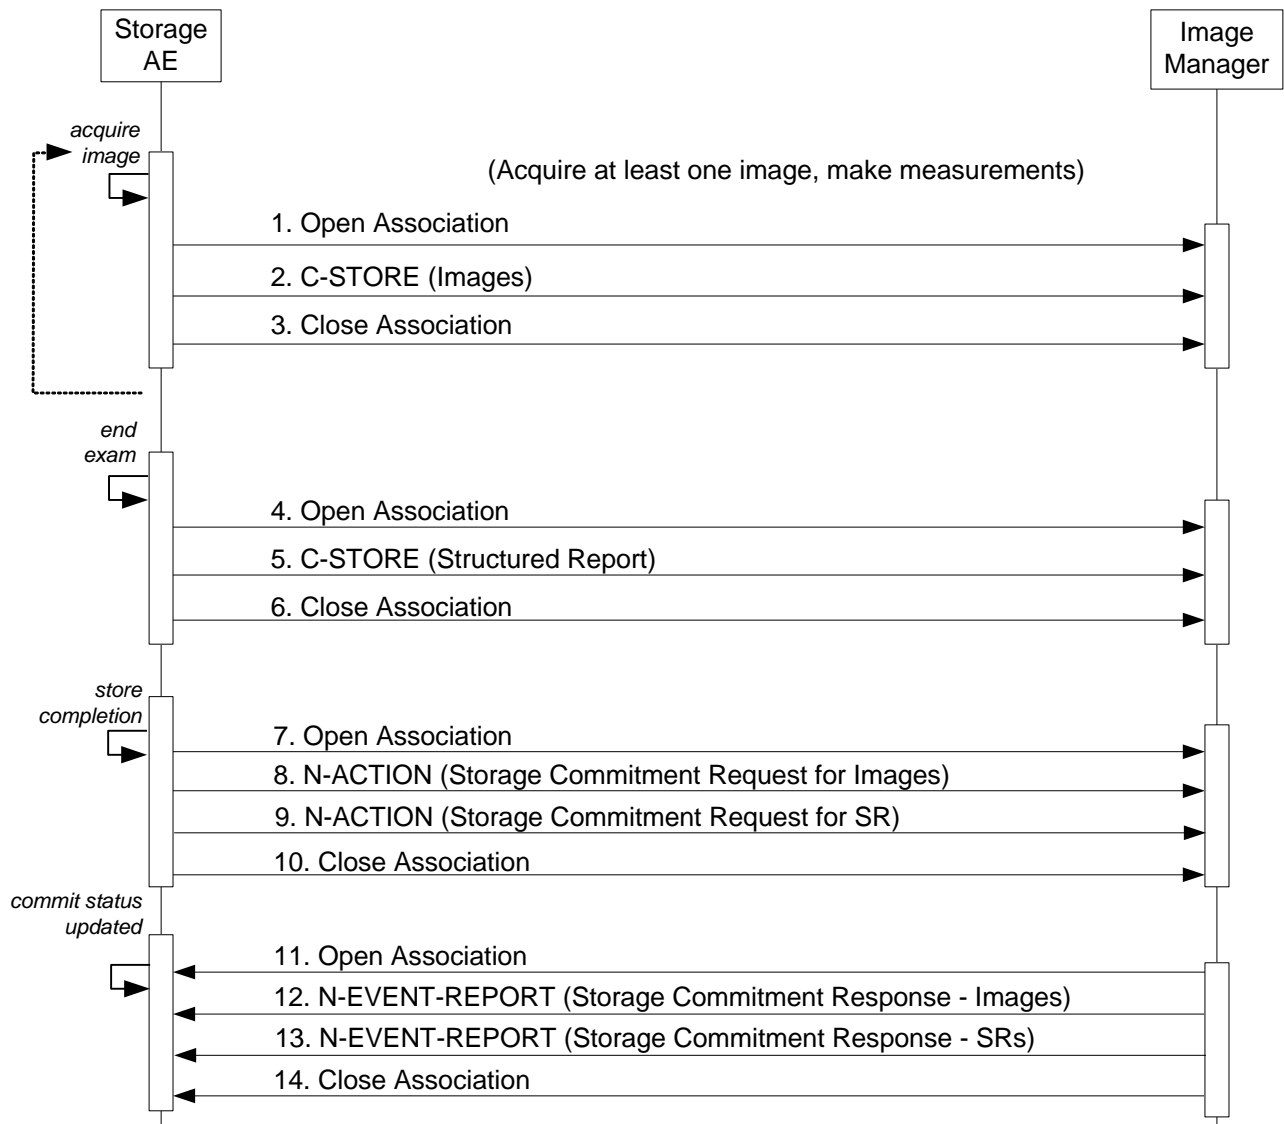 Storage
AE
Image
Manager
acquire
image
(Acquire at least one image, make measurements)
1. Open Association
2. C-STORE (Images)
3. Close Association
end
exam
4. Open Association
5. C-STORE (Structured Report)
6. Close Association
store
completion
7. Open Association
8. N-ACTION (Storage Commitment Request for Images)
9. N-ACTION (Storage Commitment Request for SR)
10. Close Association
commit status
updated
11. Open Association
12. N-EVENT-REPORT (Storage Commitment Response - Images)
13. N-EVENT-REPORT (Storage Commitment Response - SRs)
14. Close Association